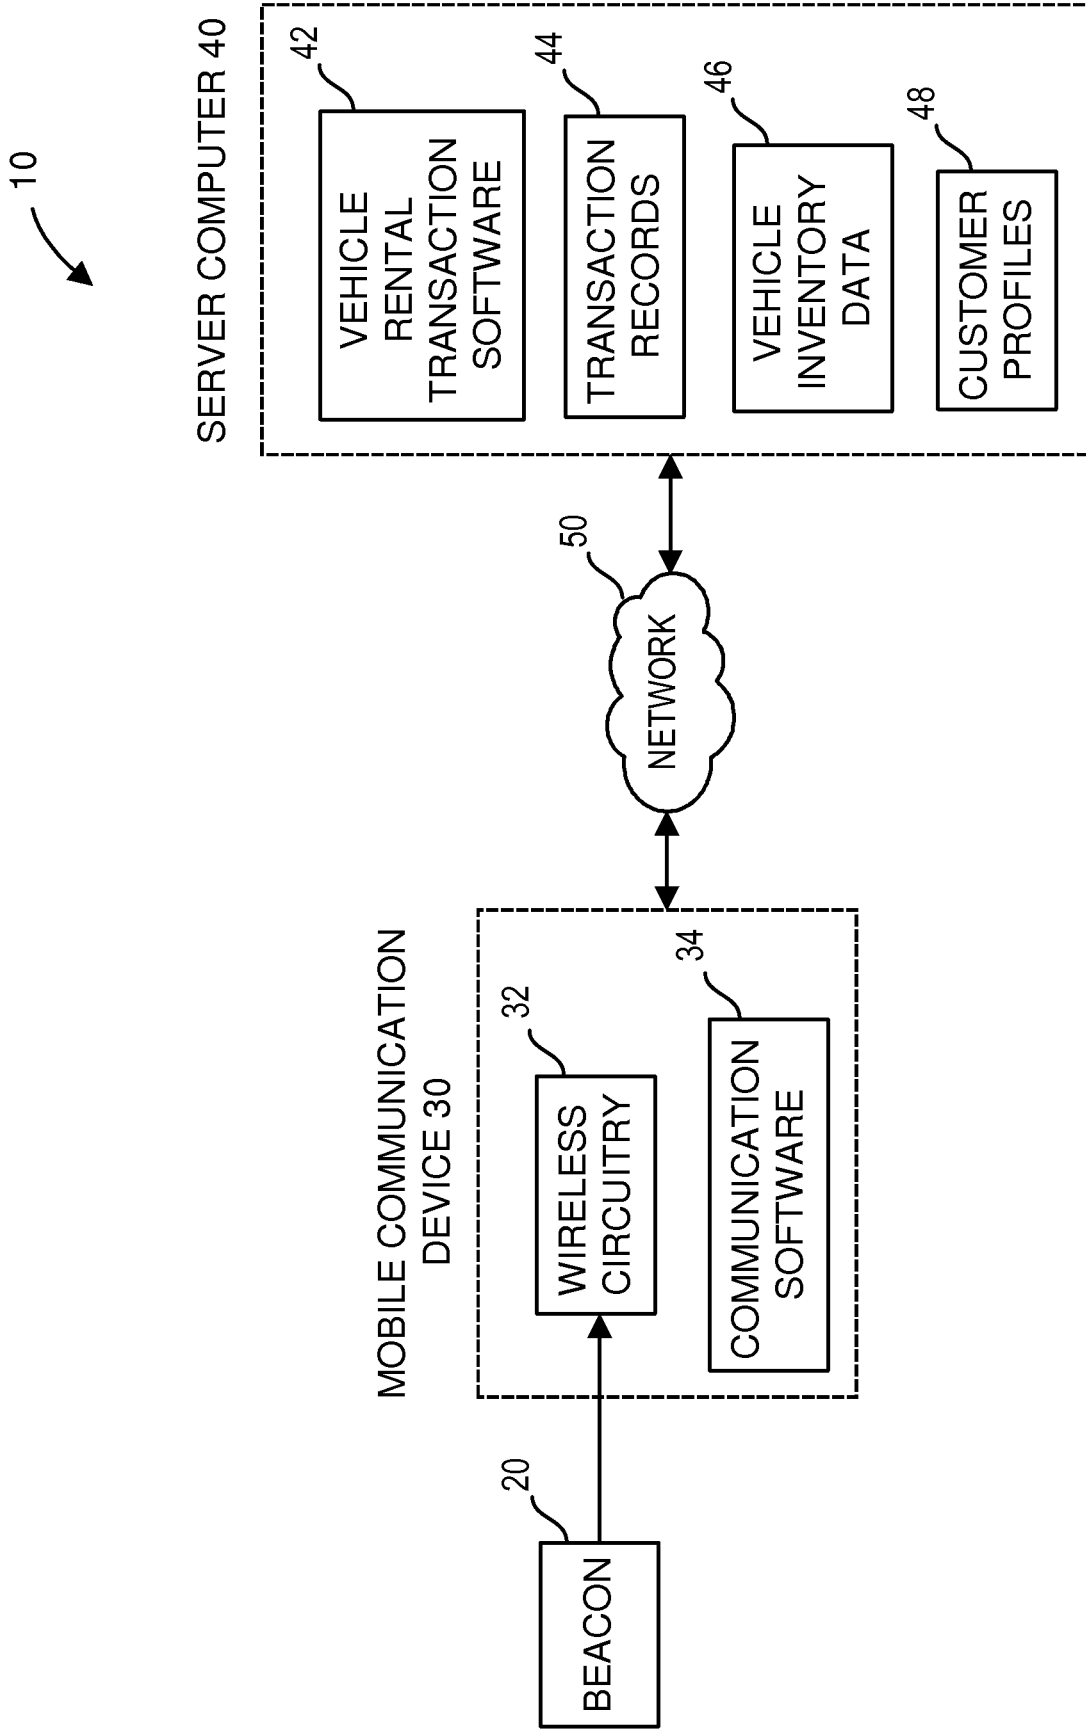 10
SERVER COMPUTER 40
42
VEHICLE
RENTAL
TRANSACTION
SOFTWARE
44
TRANSACTION
RECORDS
46
VEHICLE
INVENTORY
DATA
48
CUSTOMER
PROFILES
50
NETWORK
MOBILE COMMUNICATION
DEVICE 30
32
WIRELESS
CIRCUITRY
34
COMMUNICATION
SOFTWARE
20
BEACON